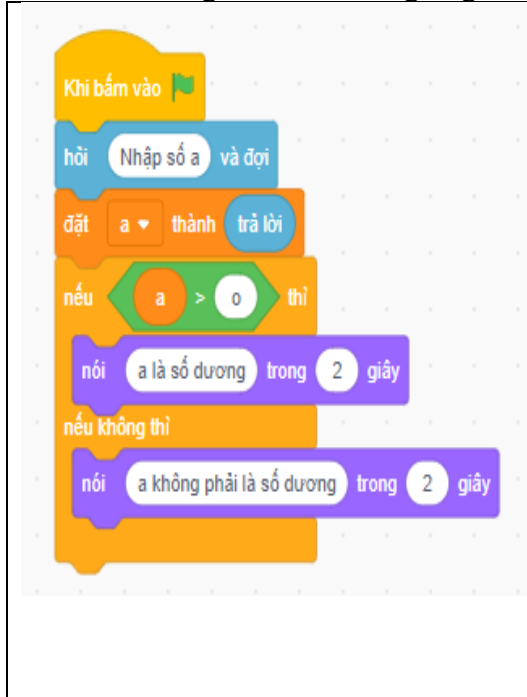 Khi bấm vào
hỏi Nhập số a và đợi
đặt a thành trả lời
nếu a > o thì
nói a là số dương trong 2 giây
nếu không thì
nói a không phải là số dương trong 2 giây